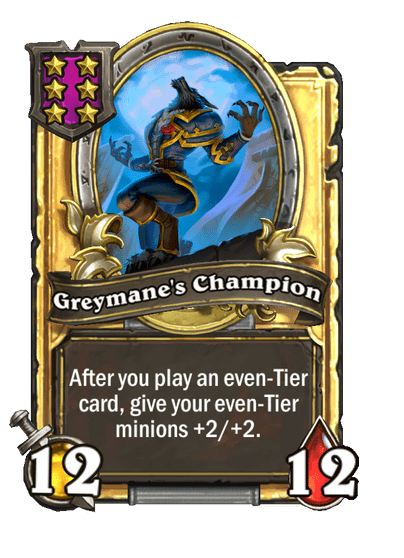 Greymane's Champion
After you play an even-Tier
card, give your even-Tier
minions +2/+2.
12
12